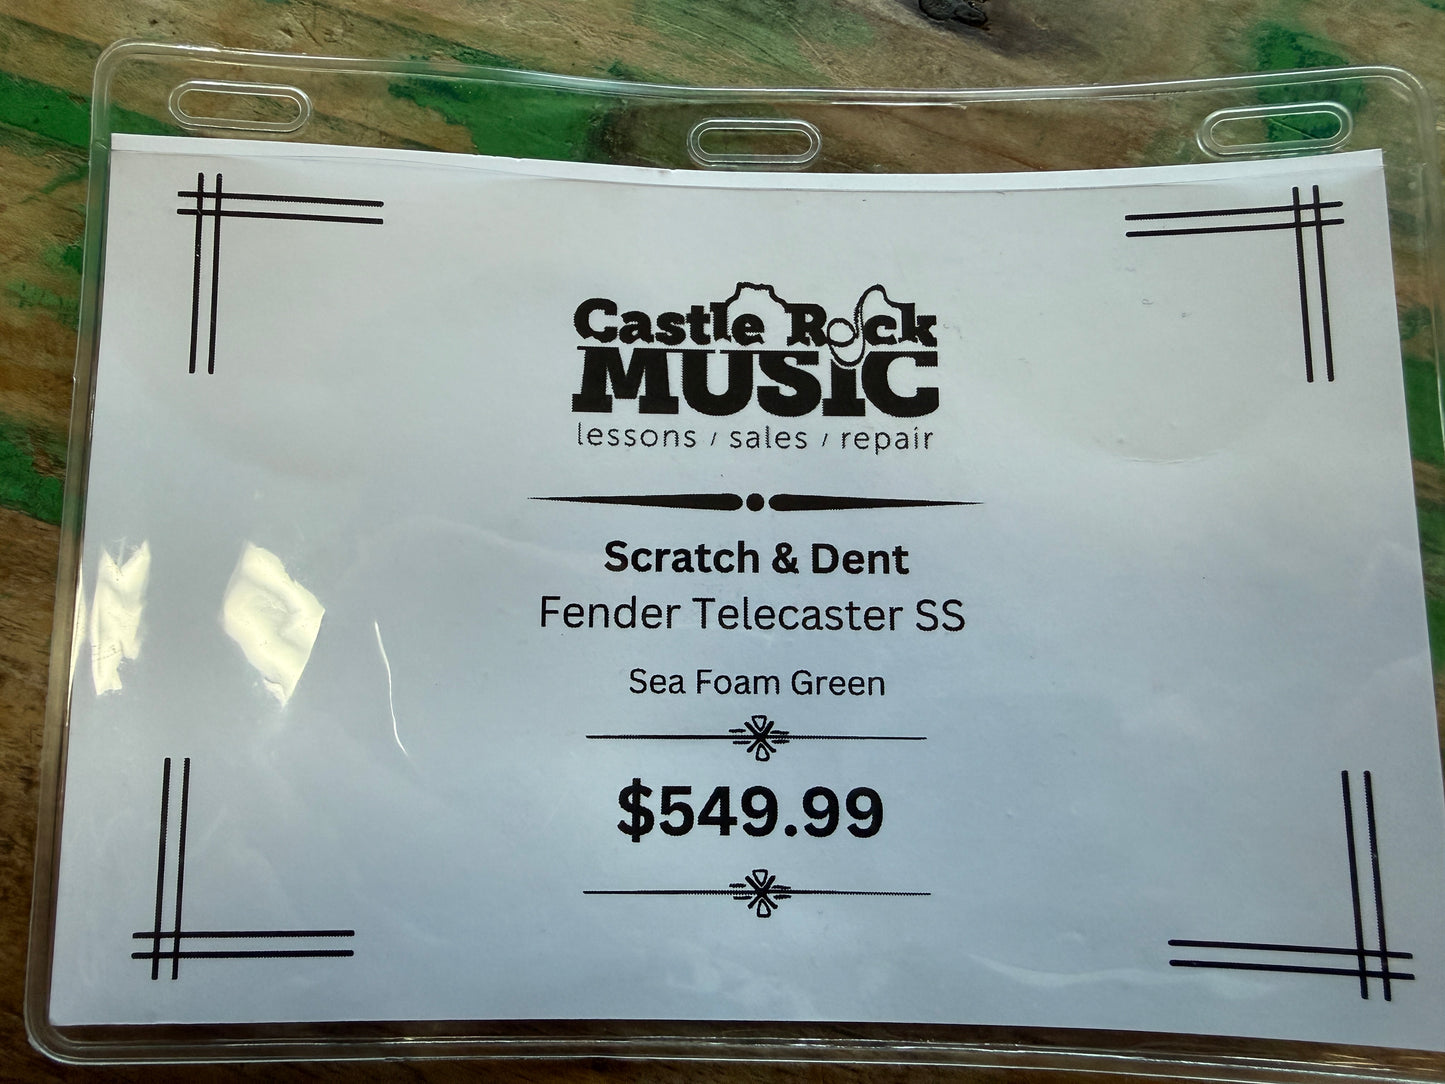 Castle Rock
MUSIC
lessons / sales / repair
Scratch & Dent
Fender Telecaster SS
Sea Foam Green
$549.99